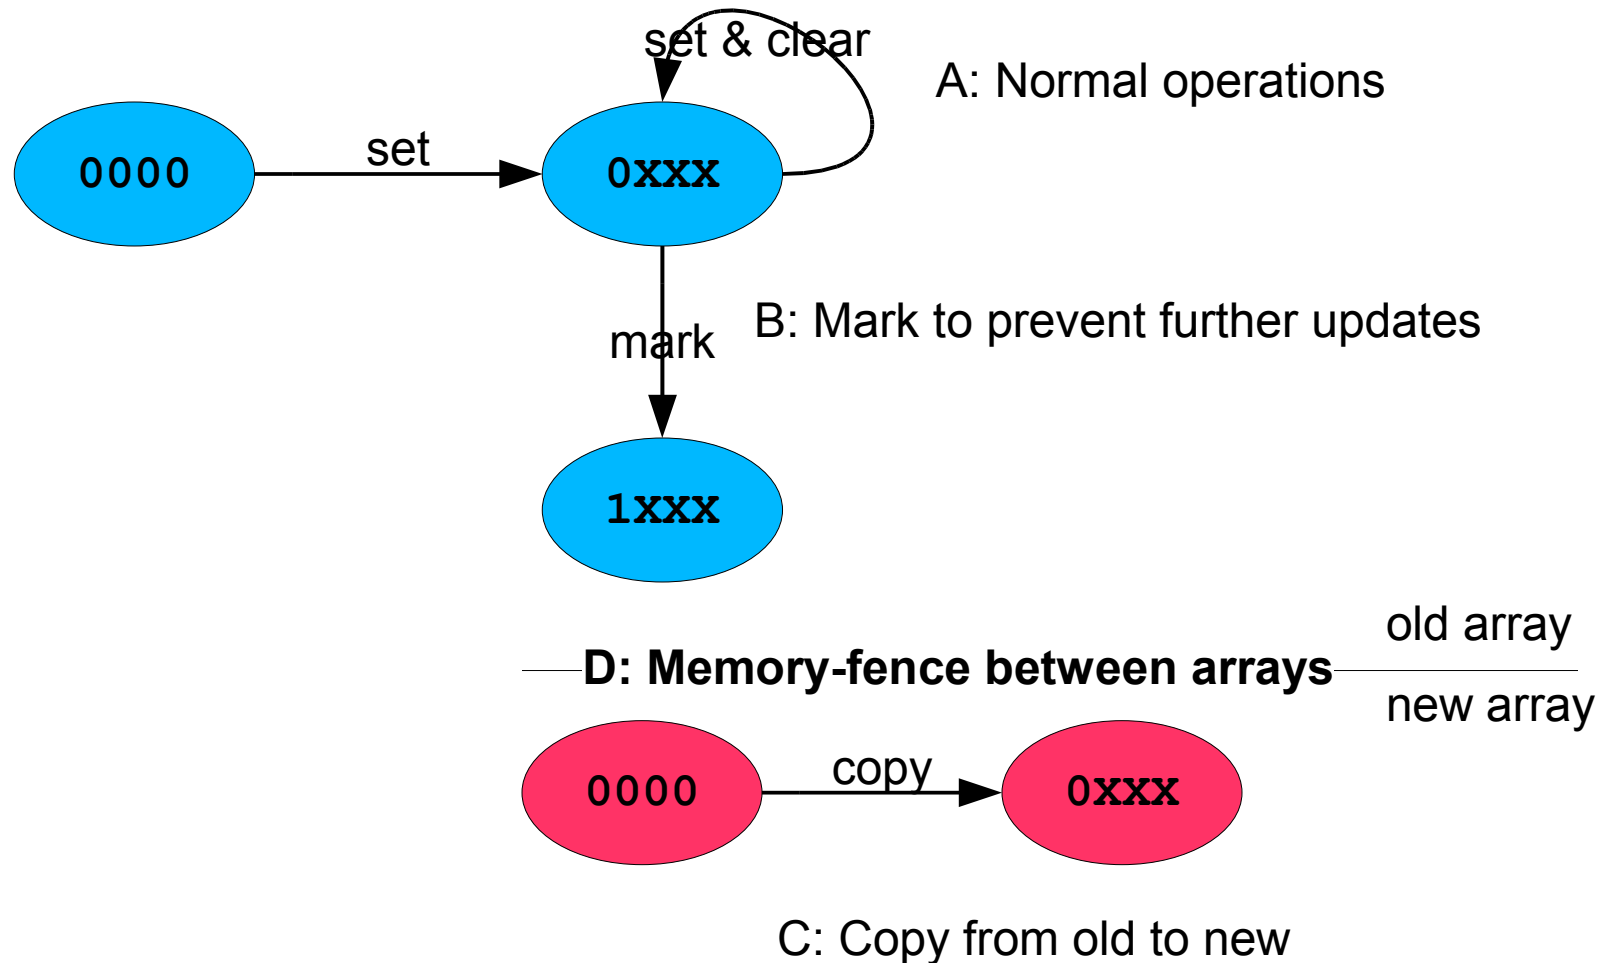 set & clear
A: Normal operations
0000
set
0XXX
mark
B: Mark to prevent further updates
1XXX
old array
D: Memory-fence between arrays
new array
0000
copy
0XXX
C: Copy from old to new